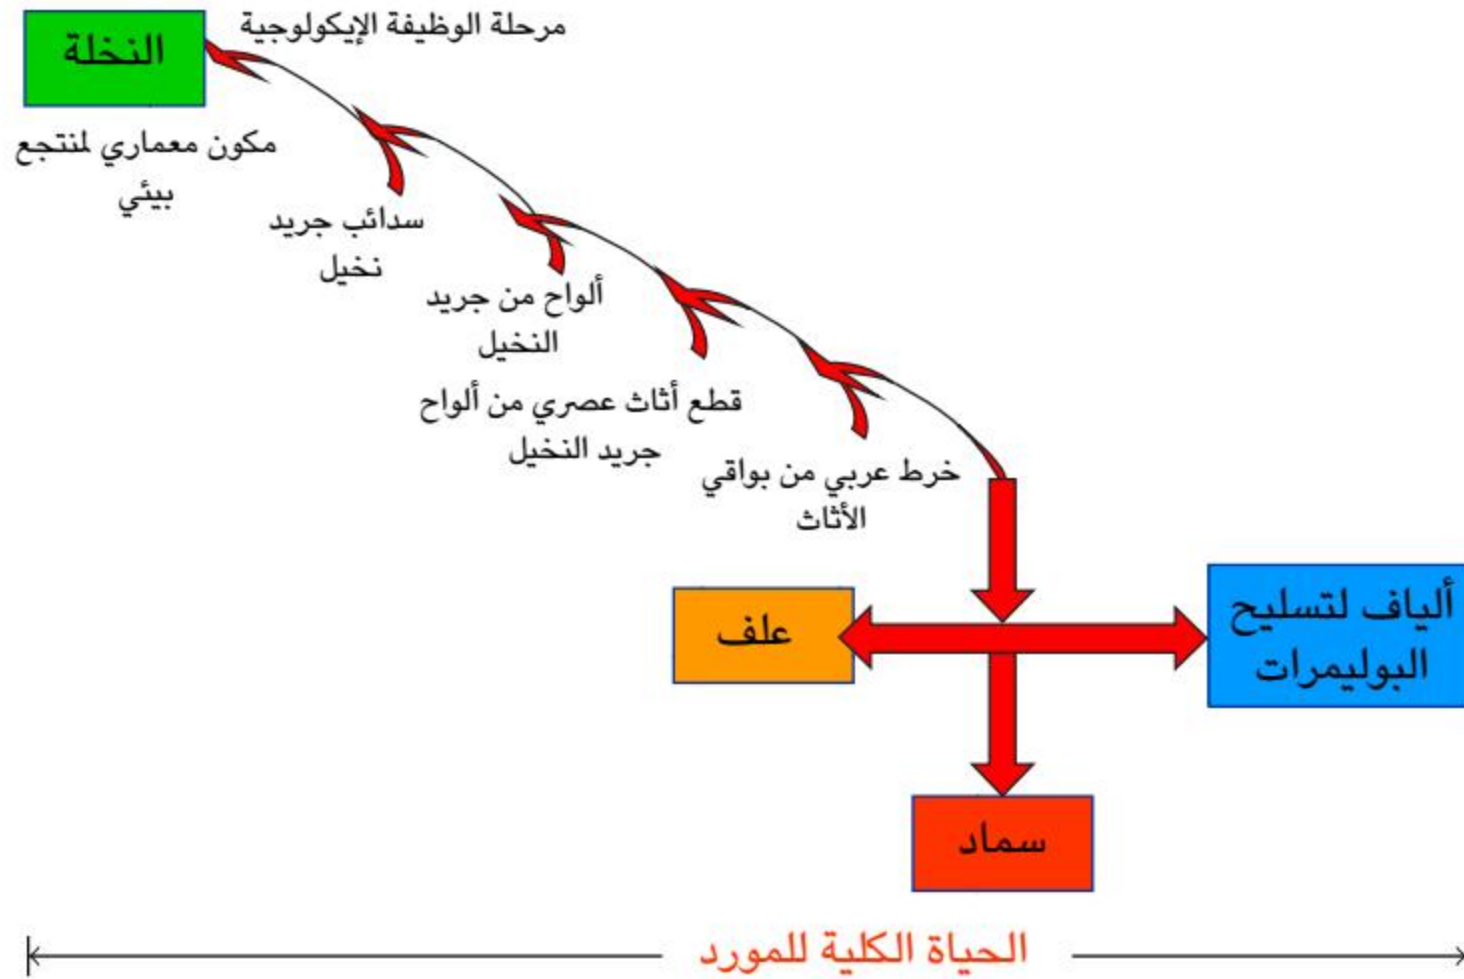 مرحلة الوظيفة الإيكولوجية
النخلة
مكون معماري لمنتجع
بيئي
سدائب جريد
نخيل
ألواح من جريد
النخيل
قطع أثاث عصري من ألواح
جريد النخيل
خرط عربي من بواقي
الأثاث
ألياف لتسليح
البوليمرات
علف
سماد
الحياة الكلية للمورد